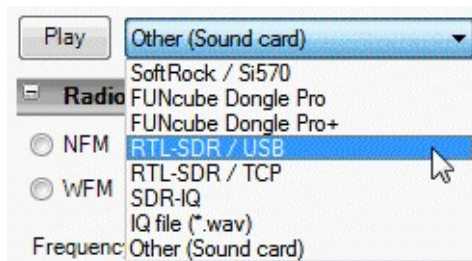 Play
Other (Sound card)
SoftRock / Si570
Radio
FUNcube Dongle Pro
FUNcube Dongle Pro+
NFM
RTL-SDR / USB
RTL-SDR / TCP
WFM
SDR-IQ
IQ file (*.wav)
Frequenc
Other (Sound card)